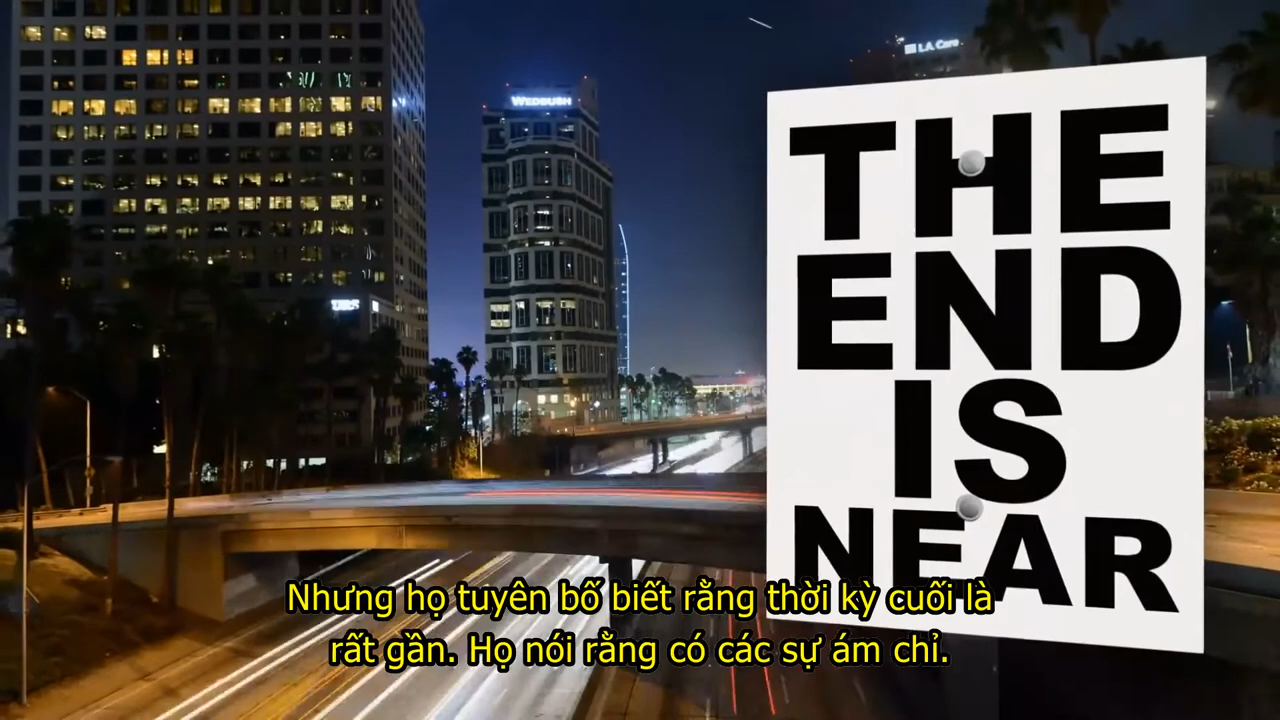 WEDBUSH
L.A. Care
THE
END
IS
NEAR
Nhưng họ tuyên bố biết rằng thời kỳ cuối là
rất gần. Họ nói rằng có các sự ám chỉ.